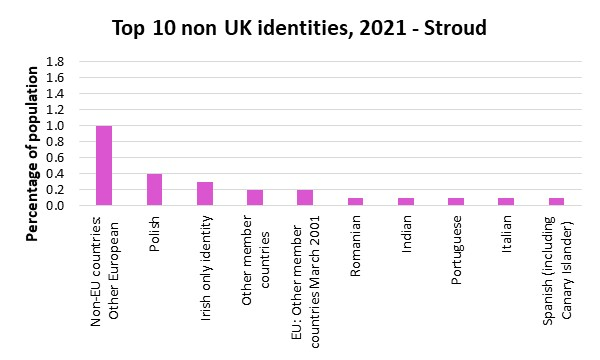 Top 10 non UK identities, 2021 - Stroud
Percentage of population
1.8
1.6
1.4
1.2
1.0
0.8
0.6
0.4
0.2
0.0
Non-EU countries:
Other European
Polish
Irish only identity
Other member
countries
EU: Other member
countries March 2001
Romanian
Indian
Portuguese
Italian
Spanish (including
Canary Islander)